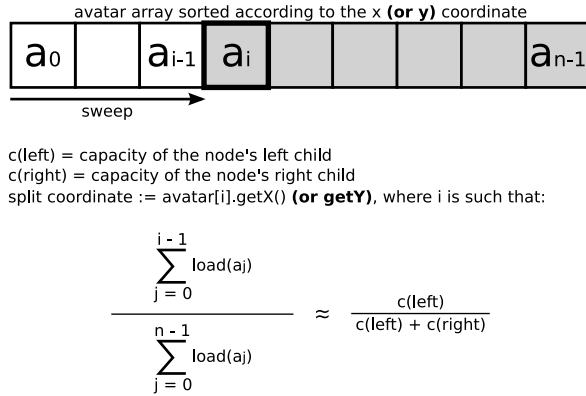 avatar array sorted according to the x (or y) coordinate
a0 ai-1 ai an-1
sweep
c(left) = capacity of the node's left child
c(right) = capacity of the node's right child
split coordinate := avatar[i].getX() (or getY), where i is such that:
i - 1
∑ load(aj)
j = 0
n - 1
∑ load(aj)
j = 0
≈
c(left)
c(left) + c(right)